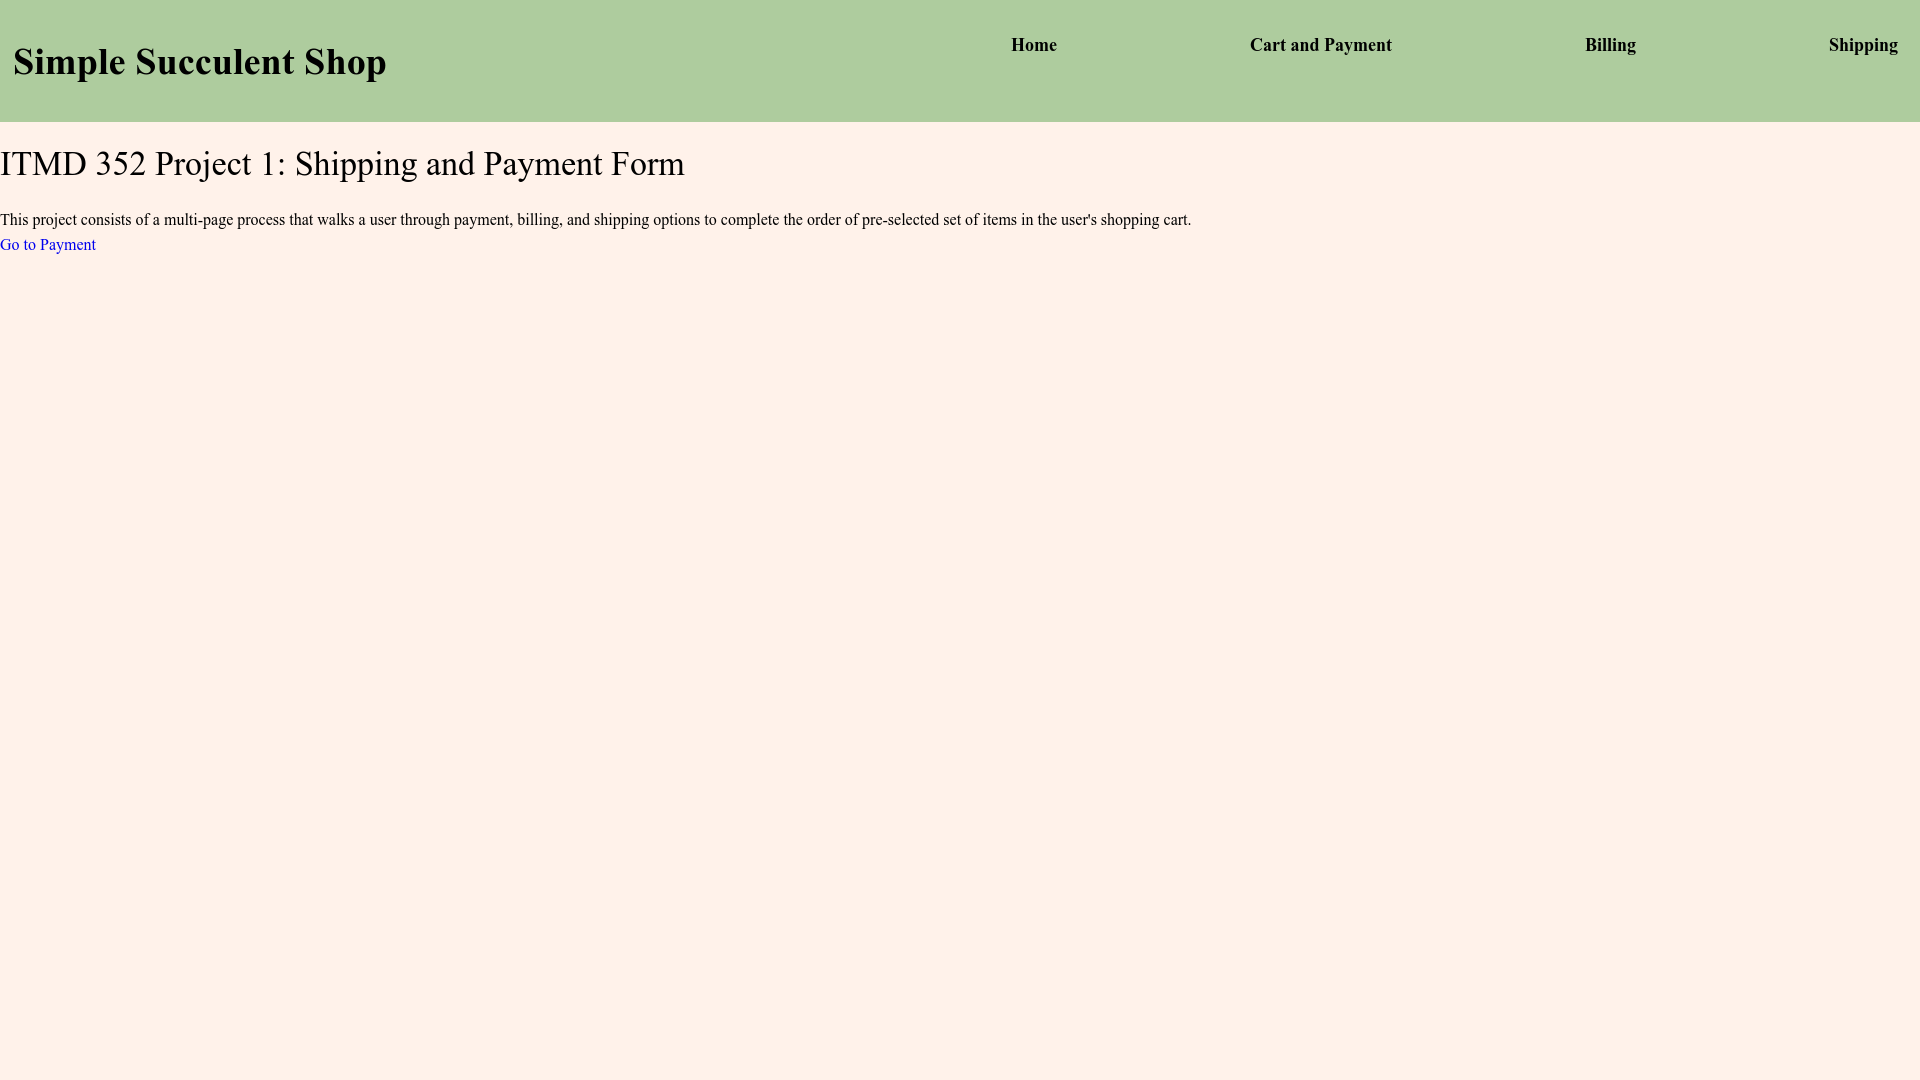 Simple Succulent Shop
Home
Cart and Payment
Billing
Shipping
ITMD 352 Project 1: Shipping and Payment Form
This project consists of a multi-page process that walks a user through payment, billing, and shipping options to complete the order of pre-selected set of items in the user's shopping cart.
Go to Payment